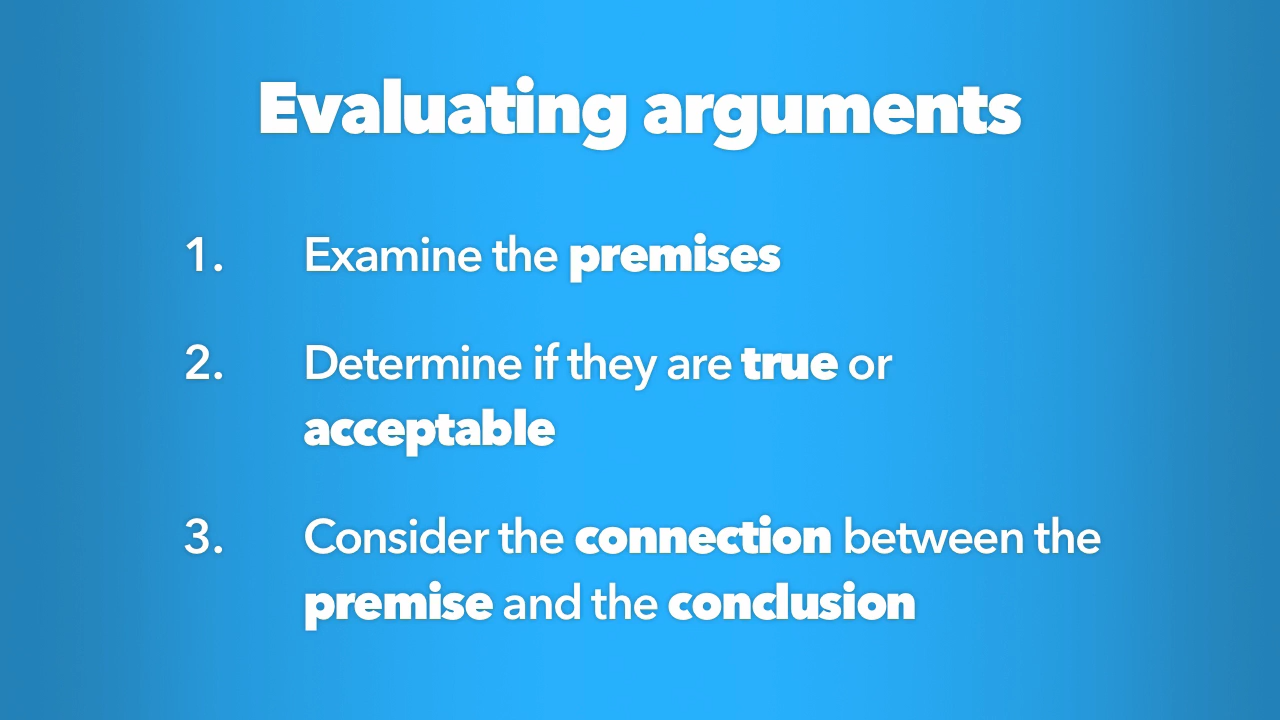 Evaluating arguments
1. Examine the premises
2. Determine if they are true or
acceptable
3. Consider the connection between the
premise and the conclusion